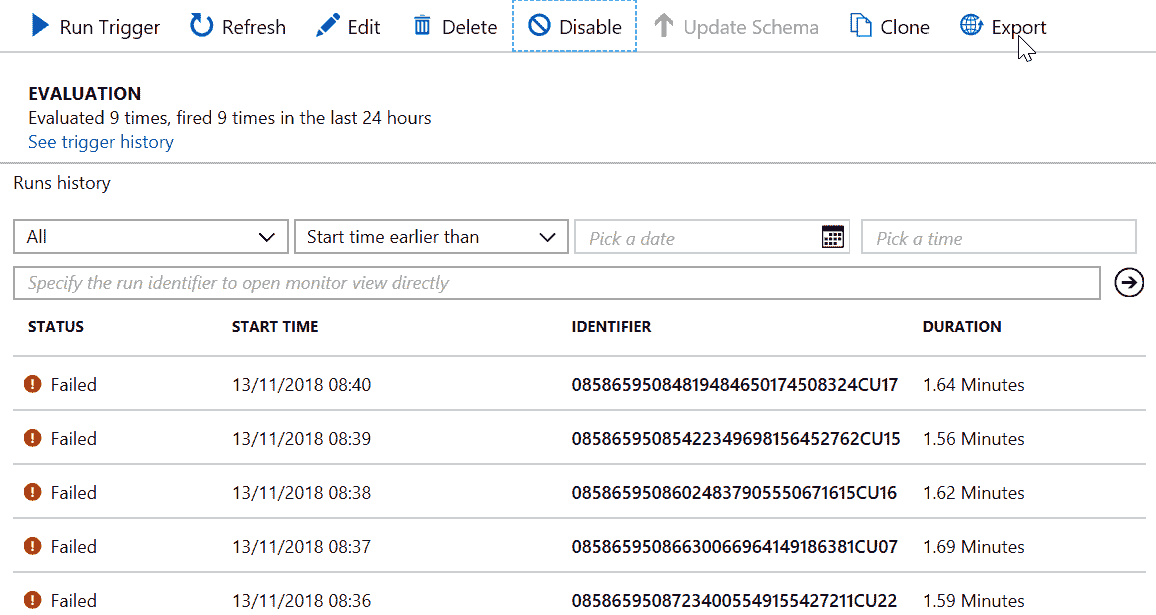 Run Trigger Refresh Edit Delete Disable Update Schema Clone Export
EVALUATION
Evaluated 9 times, fired 9 times in the last 24 hours
See trigger history
Runs history
All Start time earlier than Pick a date Pick a time
Specify the run identifier to open monitor view directly
STATUS START TIME IDENTIFIER DURATION
Failed 13/11/2018 08:40 08586595084819484650174508324CU17 1.64 Minutes
Failed 13/11/2018 08:39 08586595085422349698156452762CU15 1.56 Minutes
Failed 13/11/2018 08:38 08586595086024837905550671615CU16 1.62 Minutes
Failed 13/11/2018 08:37 08586595086630066964149186381CU07 1.69 Minutes
Failed 13/11/2018 08:36 08586595087234005549155427211CU22 1.59 Minutes